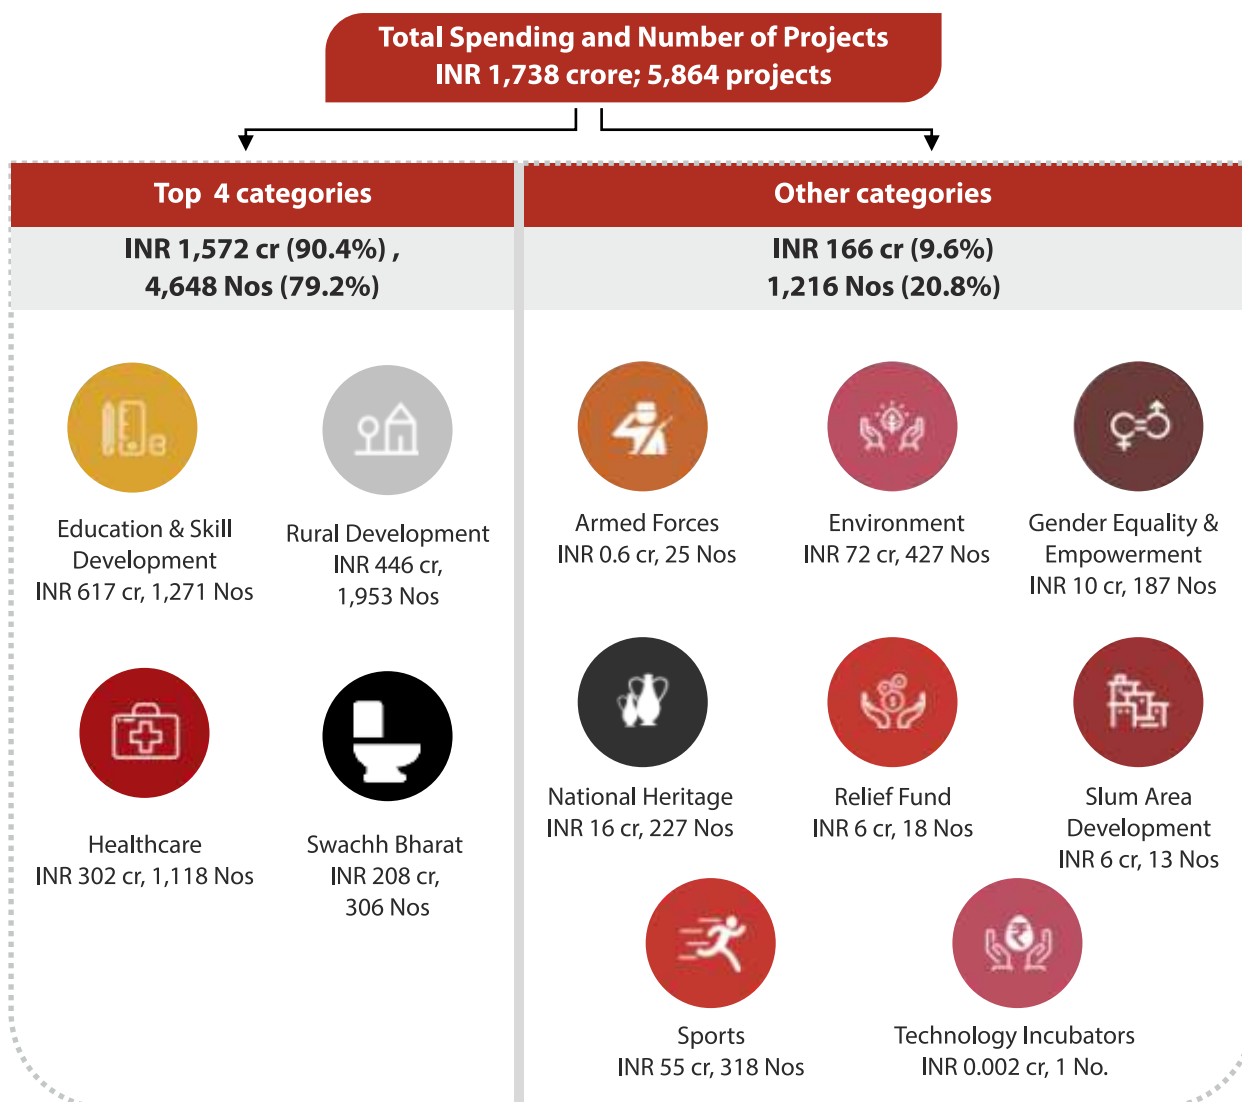 Total Spending and Number of Projects
INR 1,738 crore; 5,864 projects
Top 4 categories
INR 1,572 cr (90.4%) ,
4,648 Nos (79.2%)
Education & Skill
Development
INR 617 cr, 1,271 Nos
Rural Development
INR 446 cr,
1,953 Nos
Healthcare
INR 302 cr, 1,118 Nos
Swachh Bharat
INR 208 cr,
306 Nos
Other categories
INR 166 cr (9.6%)
1,216 Nos (20.8%)
Armed Forces
INR 0.6 cr, 25 Nos
Environment
INR 72 cr, 427 Nos
Gender Equality &
Empowerment
INR 10 cr, 187 Nos
National Heritage
INR 16 cr, 227 Nos
Relief Fund
INR 6 cr, 18 Nos
Slum Area
Development
INR 6 cr, 13 Nos
Sports
INR 55 cr, 318 Nos
₹
Technology Incubators
INR 0.002 cr, 1 No.